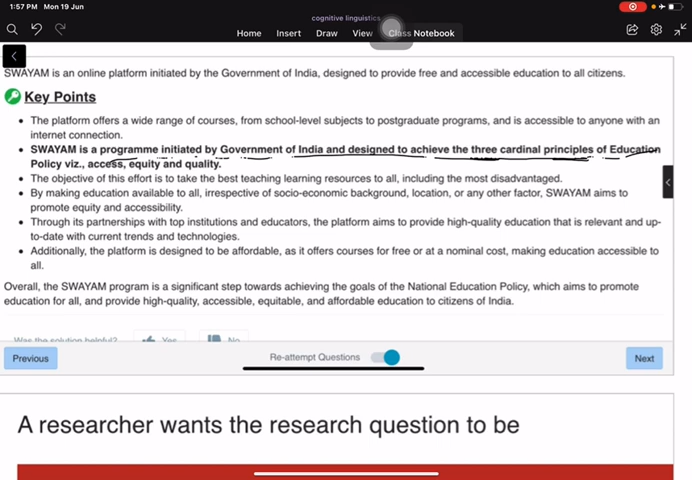 1:57 PM Mon 19 Jun
cognitive linguistics
Home Insert Draw View Class Notebook
SWAYAM is an online platform initiated by the Government of India, designed to provide free and accessible education to all citizens.
Key Points
• The platform offers a wide range of courses, from school-level subjects to postgraduate programs, and is accessible to anyone with an
internet connection.
• SWAYAM is a programme initiated by Government of India and designed to achieve the three cardinal principles of Education
Policy viz., access, equity and quality.
• The objective of this effort is to take the best teaching learning resources to all, including the most disadvantaged.
• By making education available to all, irrespective of socio-economic background, location, or any other factor, SWAYAM aims to
promote equity and accessibility.
• Through its partnerships with top institutions and educators, the platform aims to provide high-quality education that is relevant and up-
to-date with current trends and technologies.
• Additionally, the platform is designed to be affordable, as it offers courses for free or at a nominal cost, making education accessible to
all.
Overall, the SWAYAM program is a significant step towards achieving the goals of the National Education Policy, which aims to promote
education for all, and provide high-quality, accessible, equitable, and affordable education to citizens of India.
Was the solution helpful? Yes No
Previous Re-attempt Questions Next
A researcher wants the research question to be